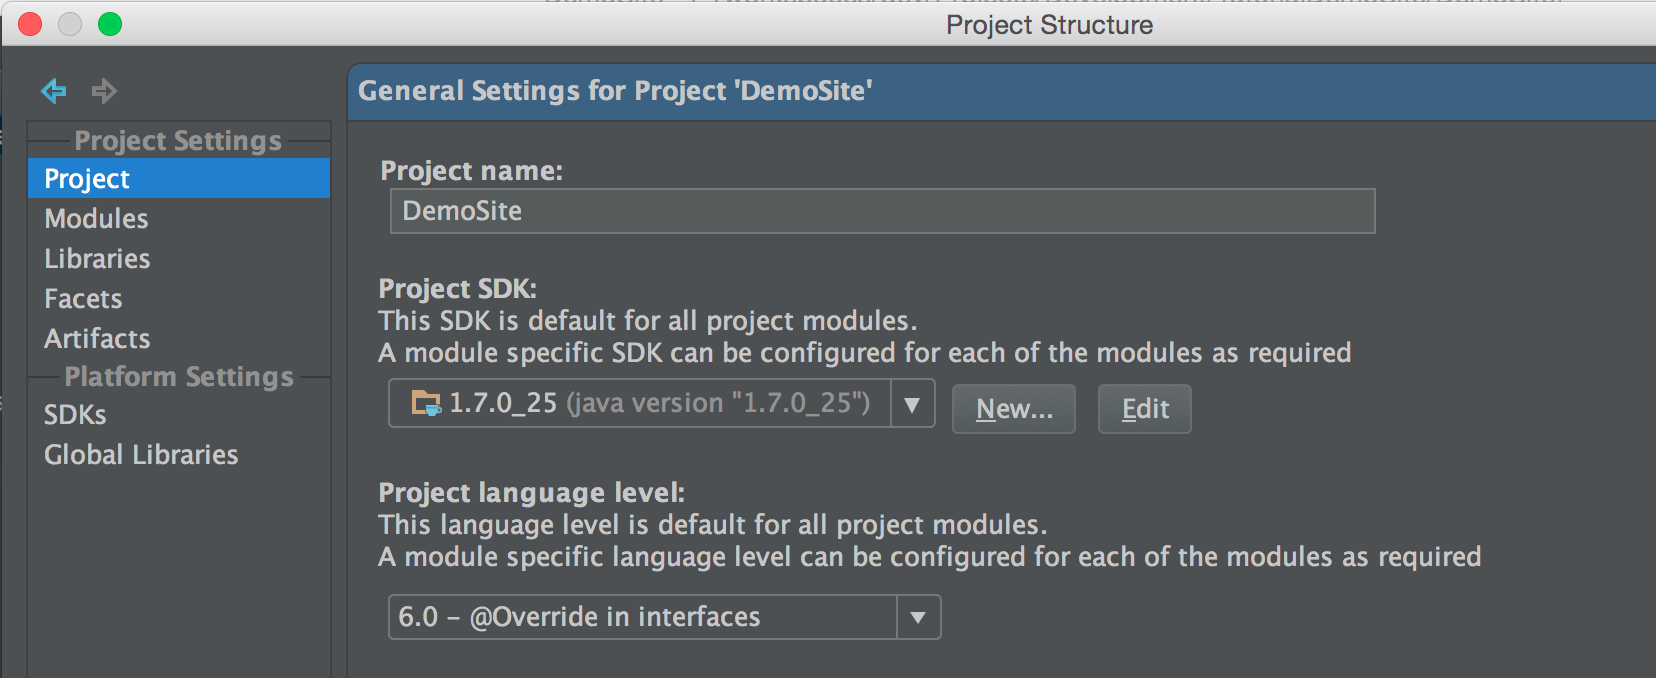 Project Structure
General Settings for Project 'DemoSite'
Project Settings
Project
Modules
Libraries
Facets
Artifacts
Platform Settings
SDKs
Global Libraries
Project name:
DemoSite
Project SDK:
This SDK is default for all project modules.
A module specific SDK can be configured for each of the modules as required
1.7.0_25 (java version "1.7.0_25")
New...
Edit
Project language level:
This language level is default for all project modules.
A module specific language level can be configured for each of the modules as required
6.0 – @Override in interfaces